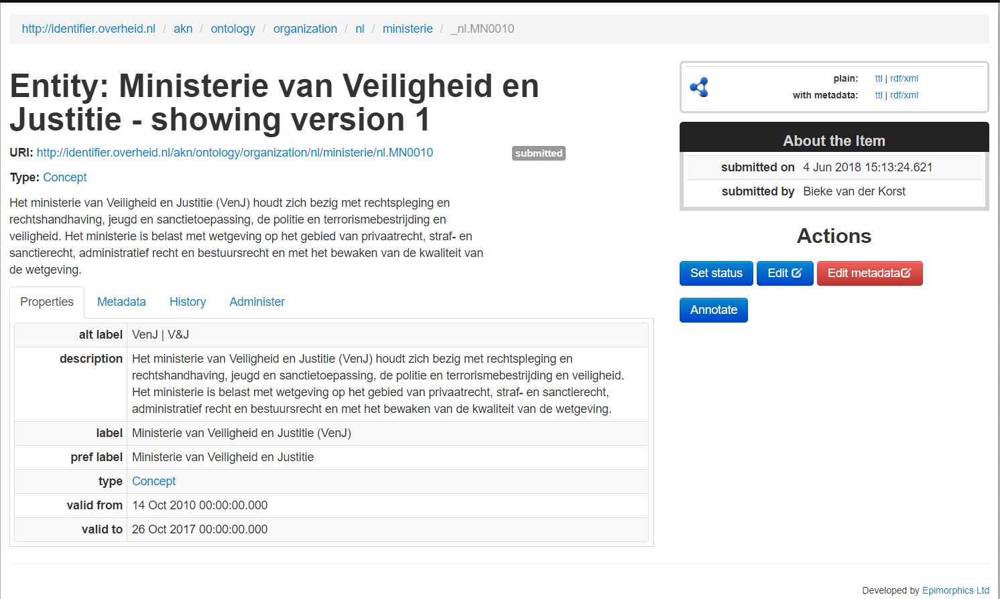 http://identifier.overheid.nl / akn / ontology / organization / nl / ministerie / _nl.MN0010
Entity: Ministerie van Veiligheid en
Justitie - showing version 1
URI: http://identifier.overheid.nl/akn/ontology/organization/nl/ministerie/nl.MN0010 submitted
Type: Concept
Het ministerie van Veiligheid en Justitie (VenJ) houdt zich bezig met rechtspleging en
rechtshandhaving, jeugd en sanctietoepassing, de politie en terrorismebestrijding en
veiligheid. Het ministerie is belast met wetgeving op het gebied van privaatrecht, straf- en
sanctierecht, administratief recht en bestuursrecht en met het bewaken van de kwaliteit van
de wetgeving.
Properties Metadata History Administer
alt label VenJ | V&J
description Het ministerie van Veiligheid en Justitie (VenJ) houdt zich bezig met rechtspleging en
rechtshandhaving, jeugd en sanctietoepassing, de politie en terrorismebestrijding en veiligheid.
Het ministerie is belast met wetgeving op het gebied van privaatrecht, straf- en sanctierecht,
administratief recht en bestuursrecht en met het bewaken van de kwaliteit van de wetgeving.
label Ministerie van Veiligheid en Justitie (VenJ)
pref label Ministerie van Veiligheid en Justitie
type Concept
valid from 14 Oct 2010 00:00:00.000
valid to 26 Oct 2017 00:00:00.000
plain: ttl | rdf/xml
with metadata: ttl | rdf/xml
About the Item
submitted on 4 Jun 2018 15:13:24.621
submitted by Bieke van der Korst
Actions
Set status Edit Edit metadata
Annotate
Developed by Epimorphics Ltd